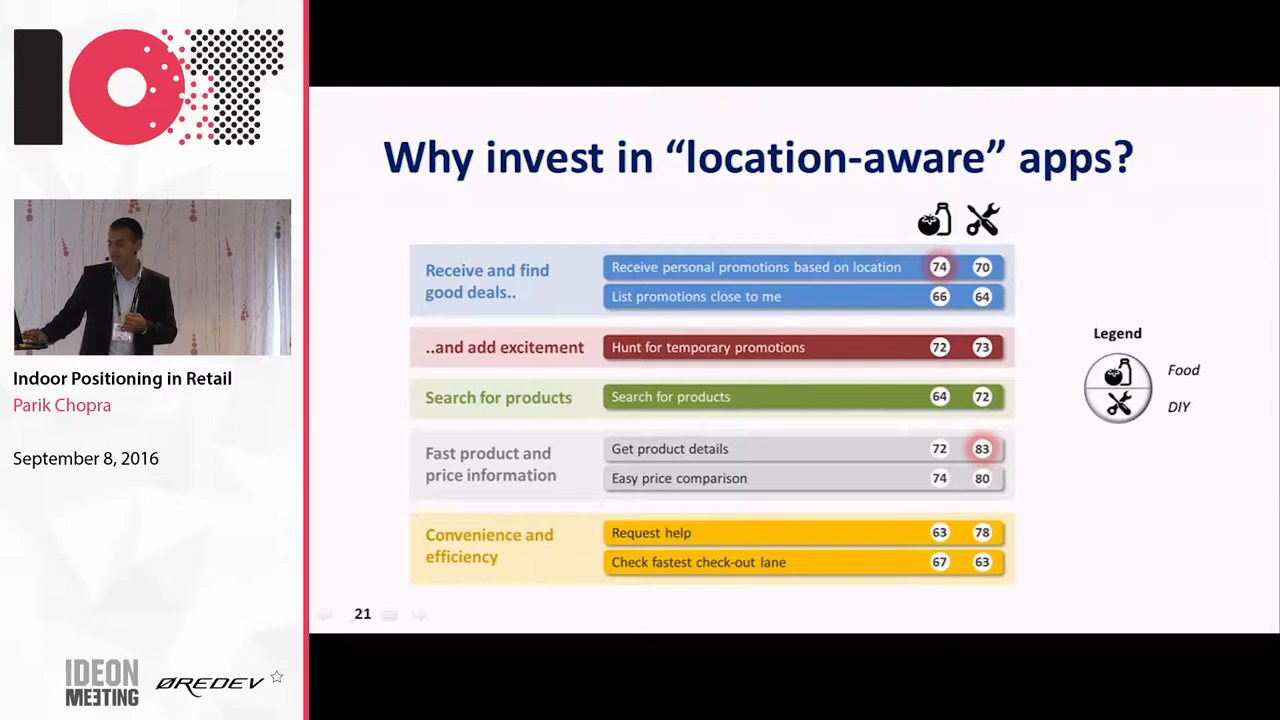 IOT
Indoor Positioning in Retail
Parik Chopra
September 8, 2016
IDEON
MEETING
ØREDEV
Why invest in “location-aware” apps?
Receive and find
good deals..
Receive personal promotions based on location 74 70
List promotions close to me 66 64
..and add excitement
Hunt for temporary promotions 72 73
Search for products
Search for products 64 72
Fast product and
price information
Get product details 72 83
Easy price comparison 74 80
Convenience and
efficiency
Request help 63 78
Check fastest check-out lane 67 63
Legend
Food
DIY
21